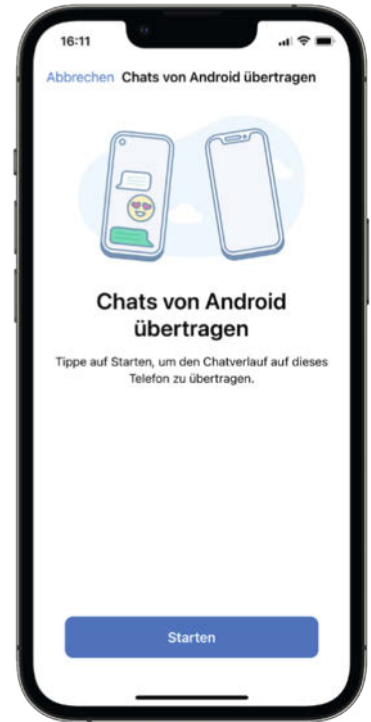 16:11
Abbrechen Chats von Android übertragen
Chats von Android
übertragen
Tippe auf Starten, um den Chatverlauf auf dieses
Telefon zu übertragen.
Starten